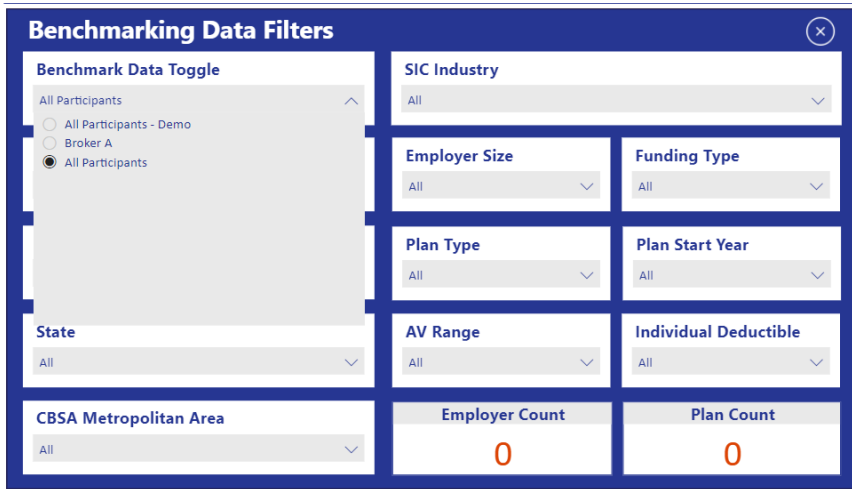 Benchmarking Data Filters
Benchmark Data Toggle
All Participants
All Participants - Demo
Broker A
All Participants
SIC Industry
All
Employer Size
All
Funding Type
All
Plan Type
All
Plan Start Year
All
State
All
AV Range
All
Individual Deductible
All
CBSA Metropolitan Area
All
Employer Count
0
Plan Count
0